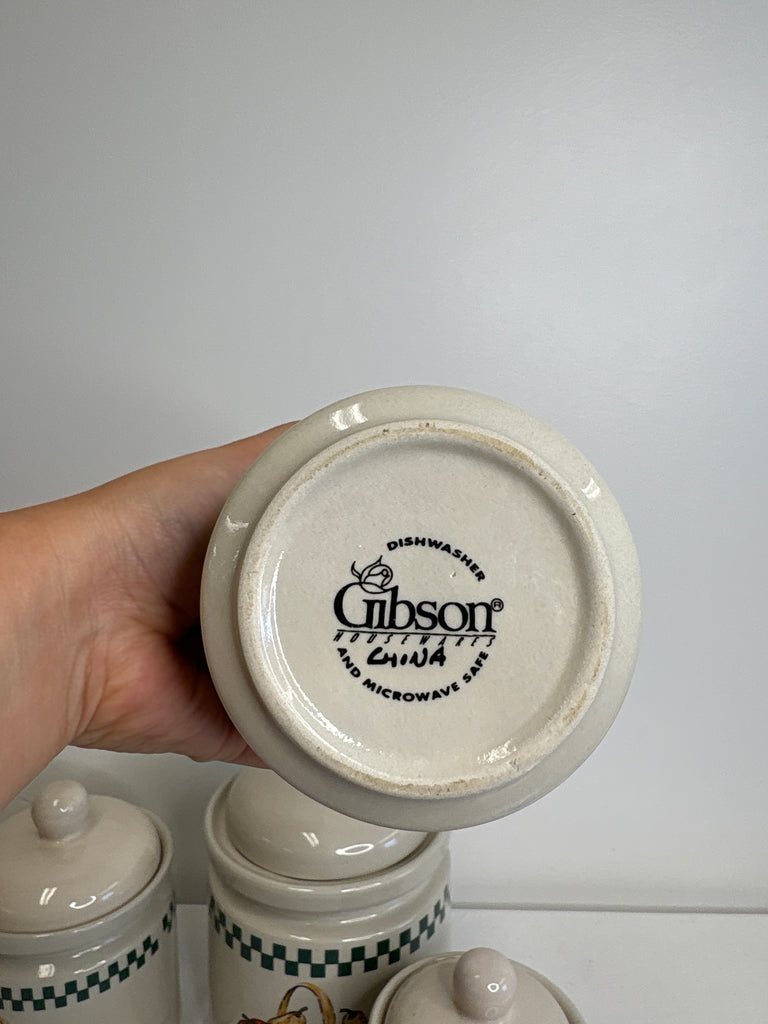 DISHWASHER
Gibson®
HOUSEWARES
CHINA
AND MICROWAVE SAFE